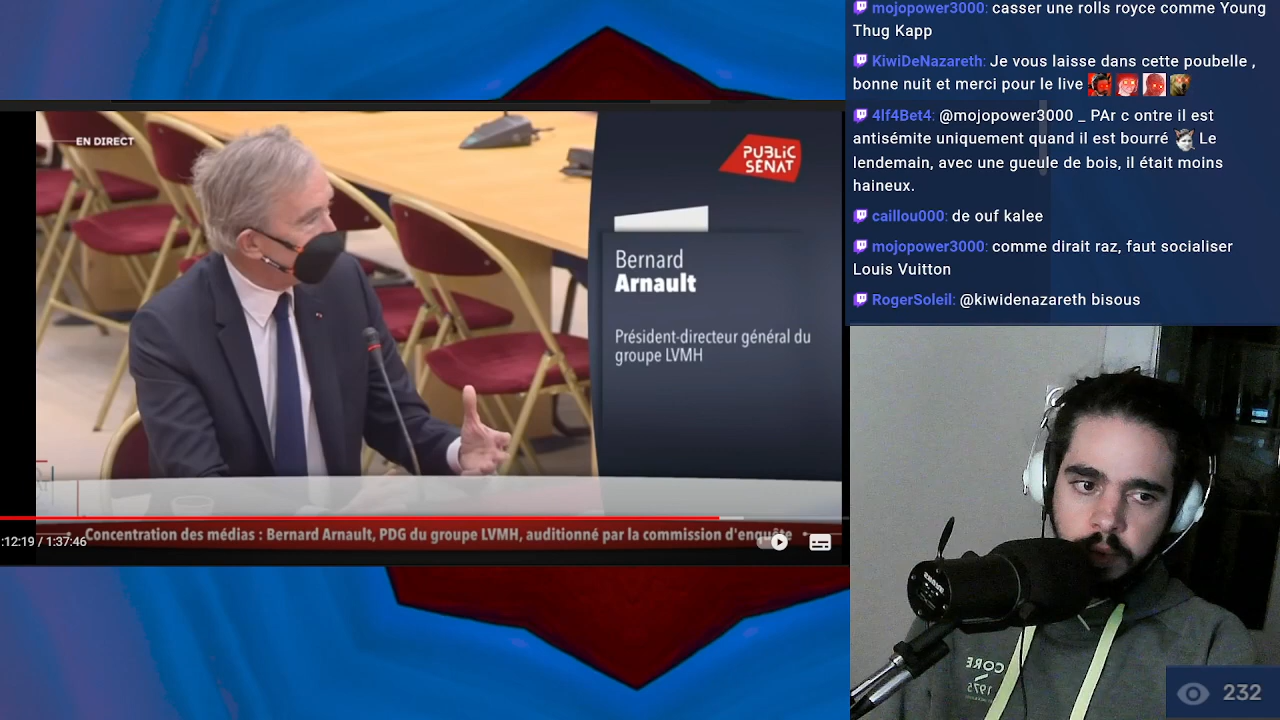 EN DIRECT
PUBLIC
SÉNAT
Bernard
Arnault
Président-directeur général du
groupe LVMH
Concentration des médias : Bernard Arnault, PDG du groupe LVMH, auditionné par la commission d'enquête
:12:19 / 1:37:46
mojopower3000: casser une rolls royce comme Young
Thug Kapp
KiwiDeNazareth: Je vous laisse dans cette poubelle ,
bonne nuit et merci pour le live
4lf4Bet4: @mojopower3000 _ PAr c ontre il est
antisémite uniquement quand il est bourré Le
lendemain, avec une gueule de bois, il était moins
haineux.
caillou000: de ouf kalee
mojopower3000: comme dirait raz, faut socialiser
Louis Vuitton
RogerSoleil: @kiwidenazareth bisous
CORE
1975
232